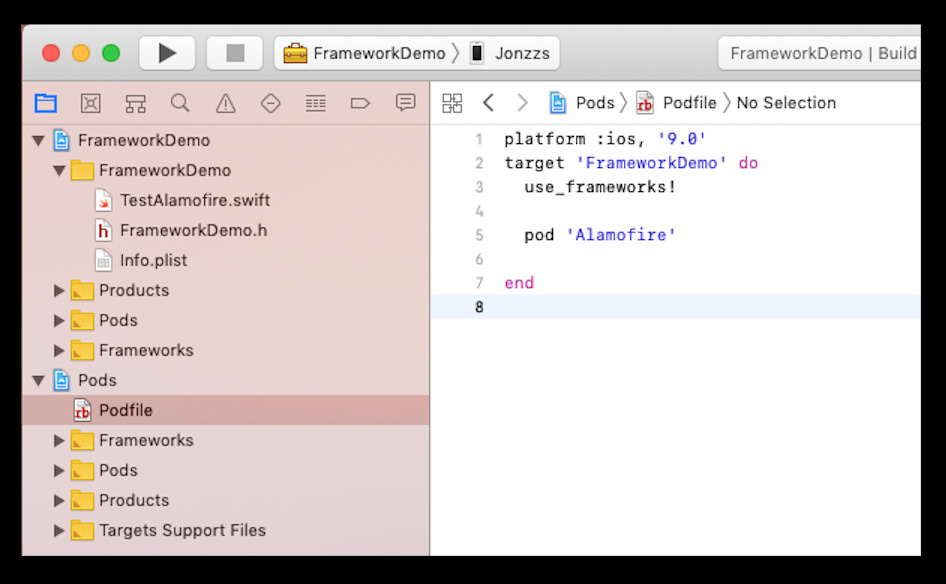 FrameworkDemo 〉 Jonzzs
FrameworkDemo | Build
Pods 〉 Podfile 〉 No Selection
FrameworkDemo
FrameworkDemo
TestAlamofire.swift
FrameworkDemo.h
Info.plist
Products
Pods
Frameworks
Pods
Podfile
Frameworks
Pods
Products
Targets Support Files
1 platform :ios, '9.0'
2 target 'FrameworkDemo' do
3 use_frameworks!
4
5 pod 'Alamofire'
6
7 end
8